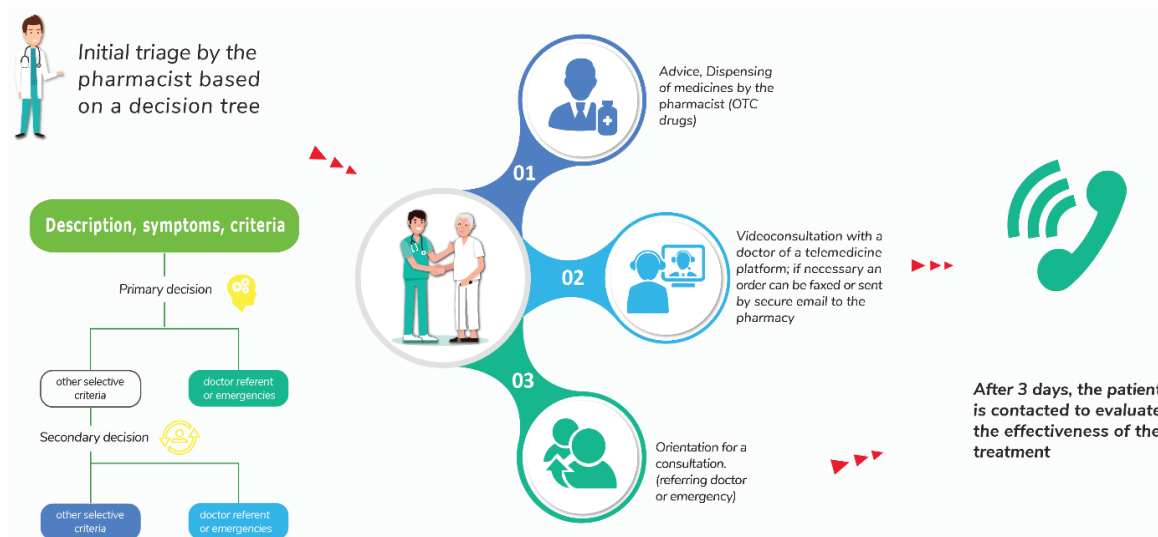 Initial triage by the
pharmacist based
on a decision tree
Description, symptoms, criteria
Primary decision
other selective
criteria
doctor referent
or emergencies
Secondary decision
other selective
criteria
doctor referent
or emergencies
01
Advice, Dispensing
of medicines by the
pharmacist (OTC
drugs)
02
Videoconsultation with a
doctor of a telemedicine
platform; if necessary an
order can be faxed or sent
by secure email to the
pharmacy
03
Orientation for a
consultation.
(referring doctor
or emergency)
After 3 days, the patient
is contacted to evaluate
the effectiveness of the
treatment